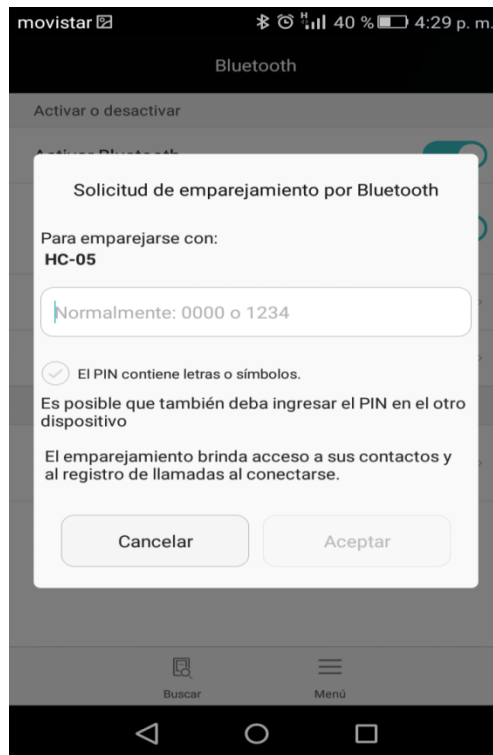 movistar H 40 % 4:29 p. m.
Bluetooth
Activar o desactivar
Activar Bluetooth
Solicitud de emparejamiento por Bluetooth
Para emparejarse con:
HC-05
Normalmente: 0000 o 1234
El PIN contiene letras o símbolos.
Es posible que también deba ingresar el PIN en el otro
dispositivo
El emparejamiento brinda acceso a sus contactos y
al registro de llamadas al conectarse.
Cancelar Aceptar
Buscar Menú